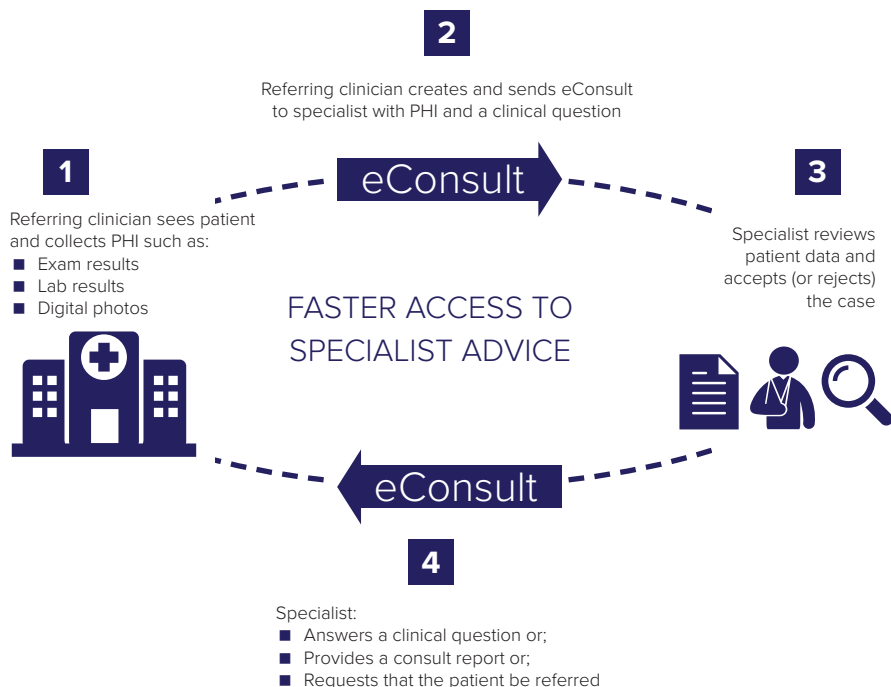 2
Referring clinician creates and sends eConsult
to specialist with PHI and a clinical question
1
eConsult
3
Referring clinician sees patient
and collects PHI such as:
■ Exam results
■ Lab results
■ Digital photos
Specialist reviews
patient data and
accepts (or rejects)
the case
FASTER ACCESS TO
SPECIALIST ADVICE
eConsult
4
Specialist:
■ Answers a clinical question or;
■ Provides a consult report or;
■ Requests that the patient be referred